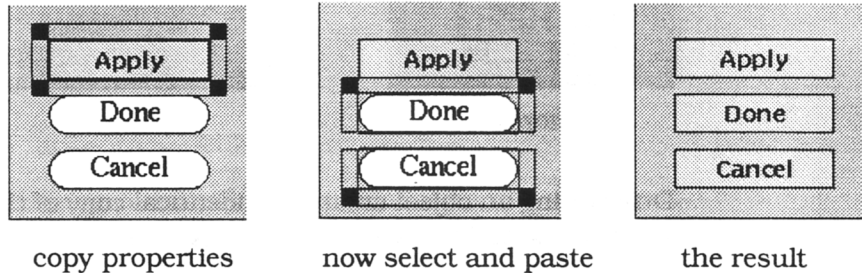 Apply
Done
Cancel
copy properties
Apply
Done
Cancel
now select and paste
Apply
Done
Cancel
the result